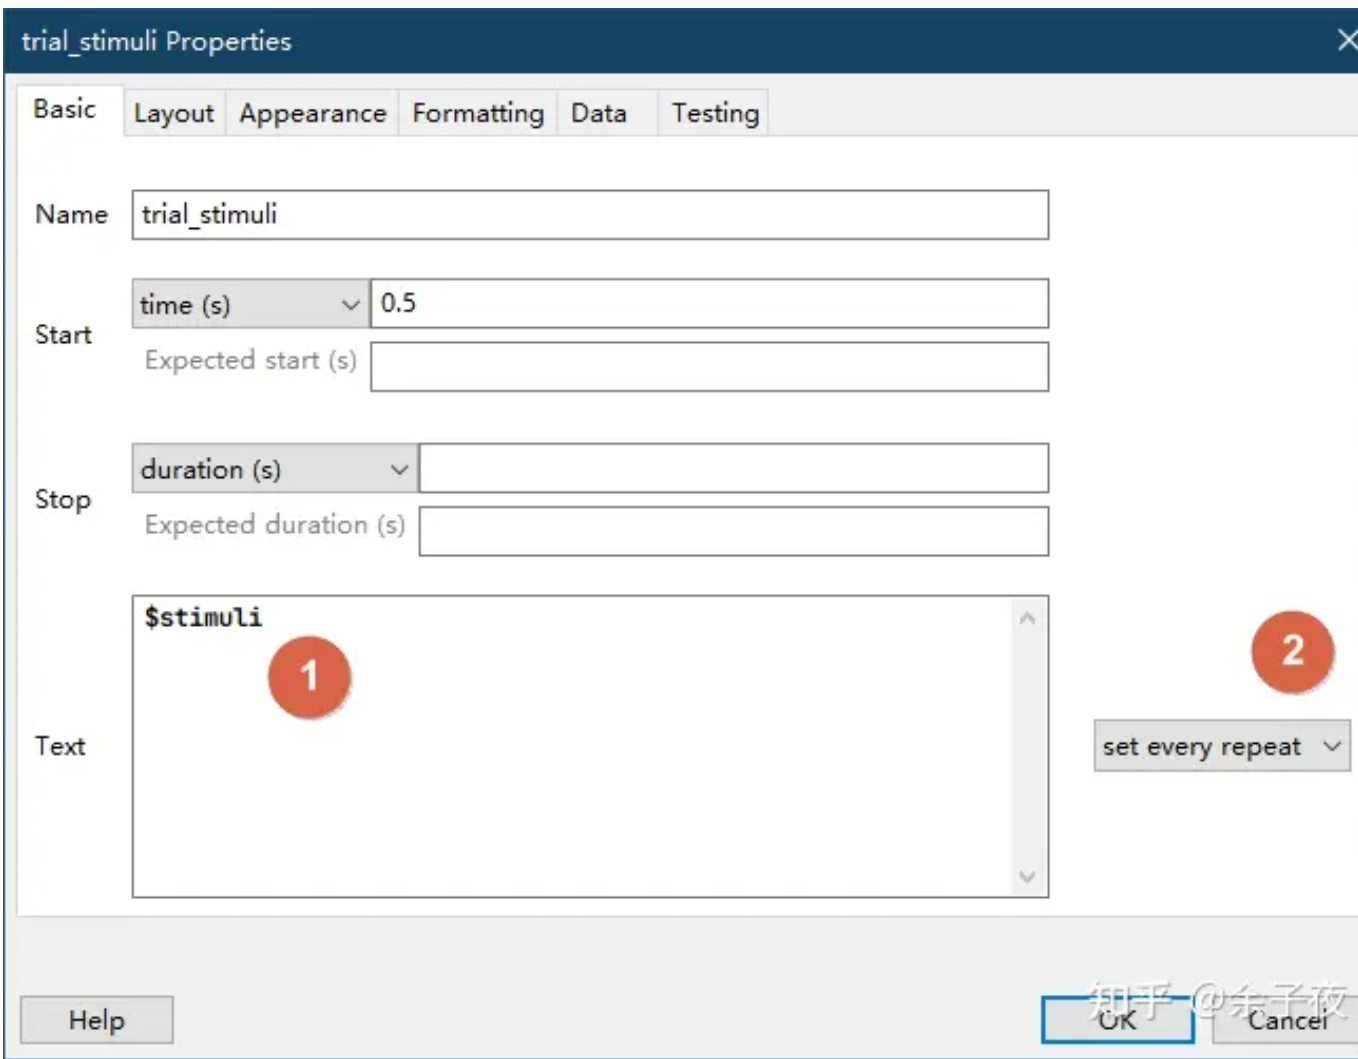 trial_stimuli Properties
Basic Layout Appearance Formatting Data Testing
Name trial_stimuli
time (s) 0.5
Start
Expected start (s)
duration (s)
Stop
Expected duration (s)
$stimuli
1
2
Text
set every repeat
知乎 @余子夜
Help OK Cancel